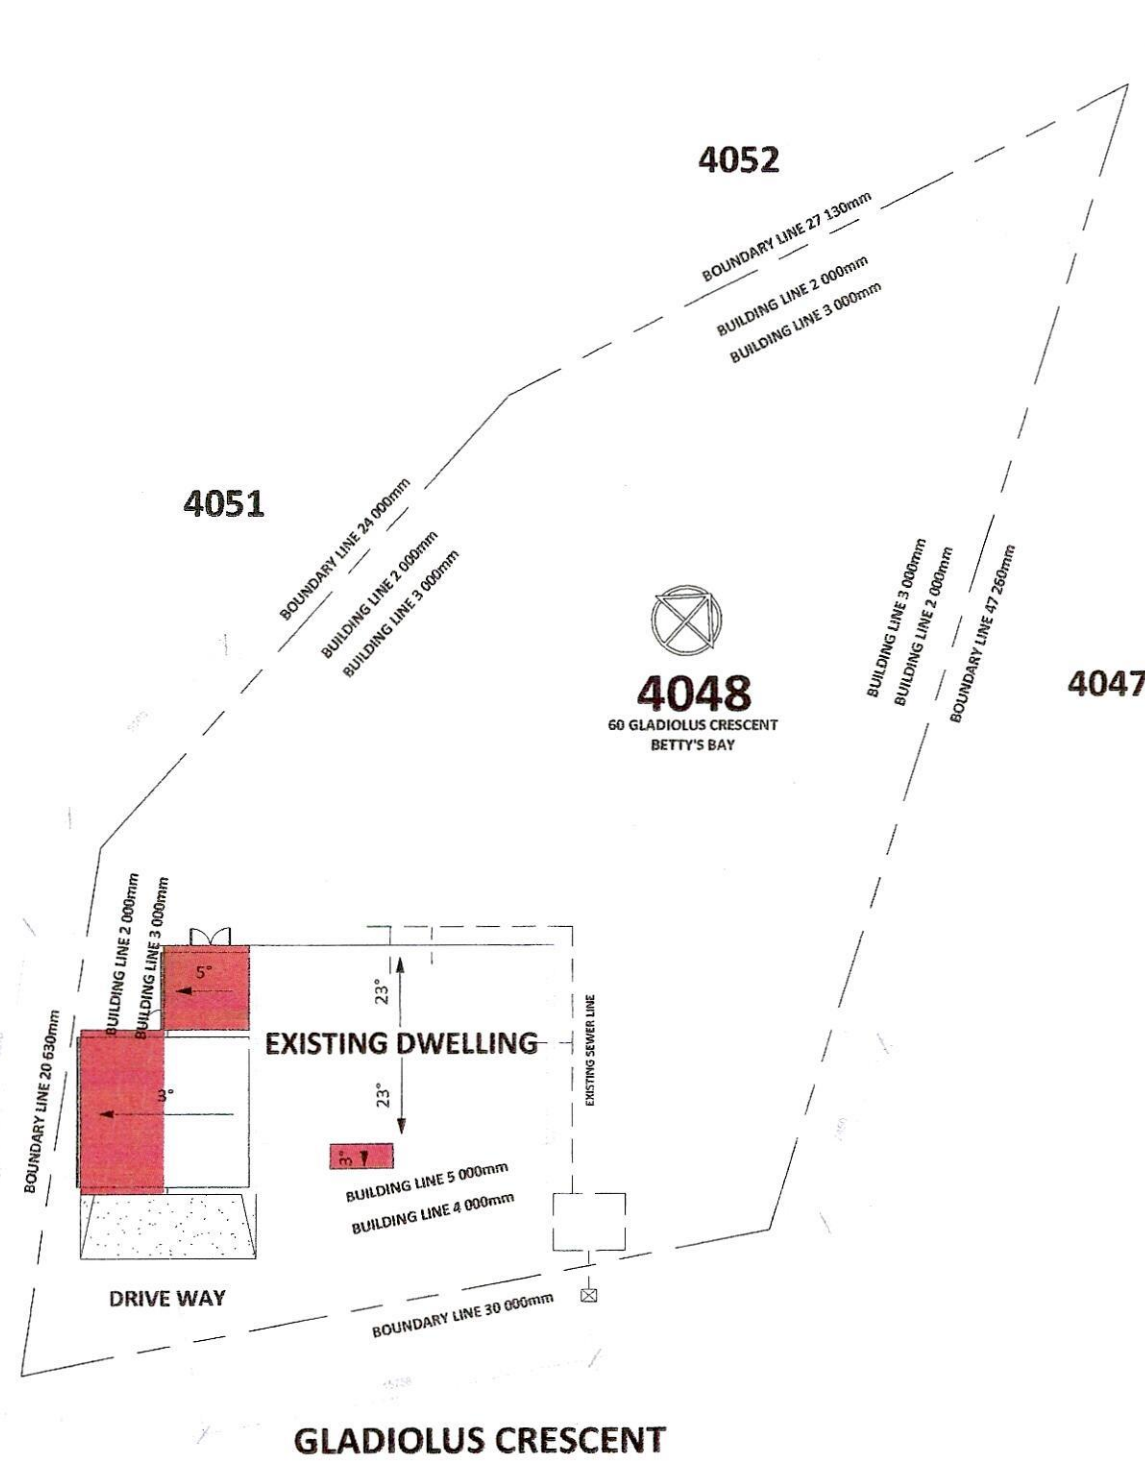 4052
BOUNDARY LINE 27 130mm
BUILDING LINE 2 000mm
BUILDING LINE 3 000mm
4051
BOUNDARY LINE 24 000mm
BUILDING LINE 2 000mm
BUILDING LINE 3 000mm
4048
60 GLADIOLUS CRESCENT
BETTY'S BAY
BUILDING LINE 3 000mm
BUILDING LINE 2 000mm
BOUNDARY LINE 47 260mm
4047
BUILDING LINE 2 000mm
BUILDING LINE 3 000mm
BOUNDARY LINE 20 630mm
5°
3°
23°
EXISTING DWELLING
23°
3°
EXISTING SEWER LINE
BUILDING LINE 5 000mm
BUILDING LINE 4 000mm
DRIVE WAY
BOUNDARY LINE 30 000mm
GLADIOLUS CRESCENT